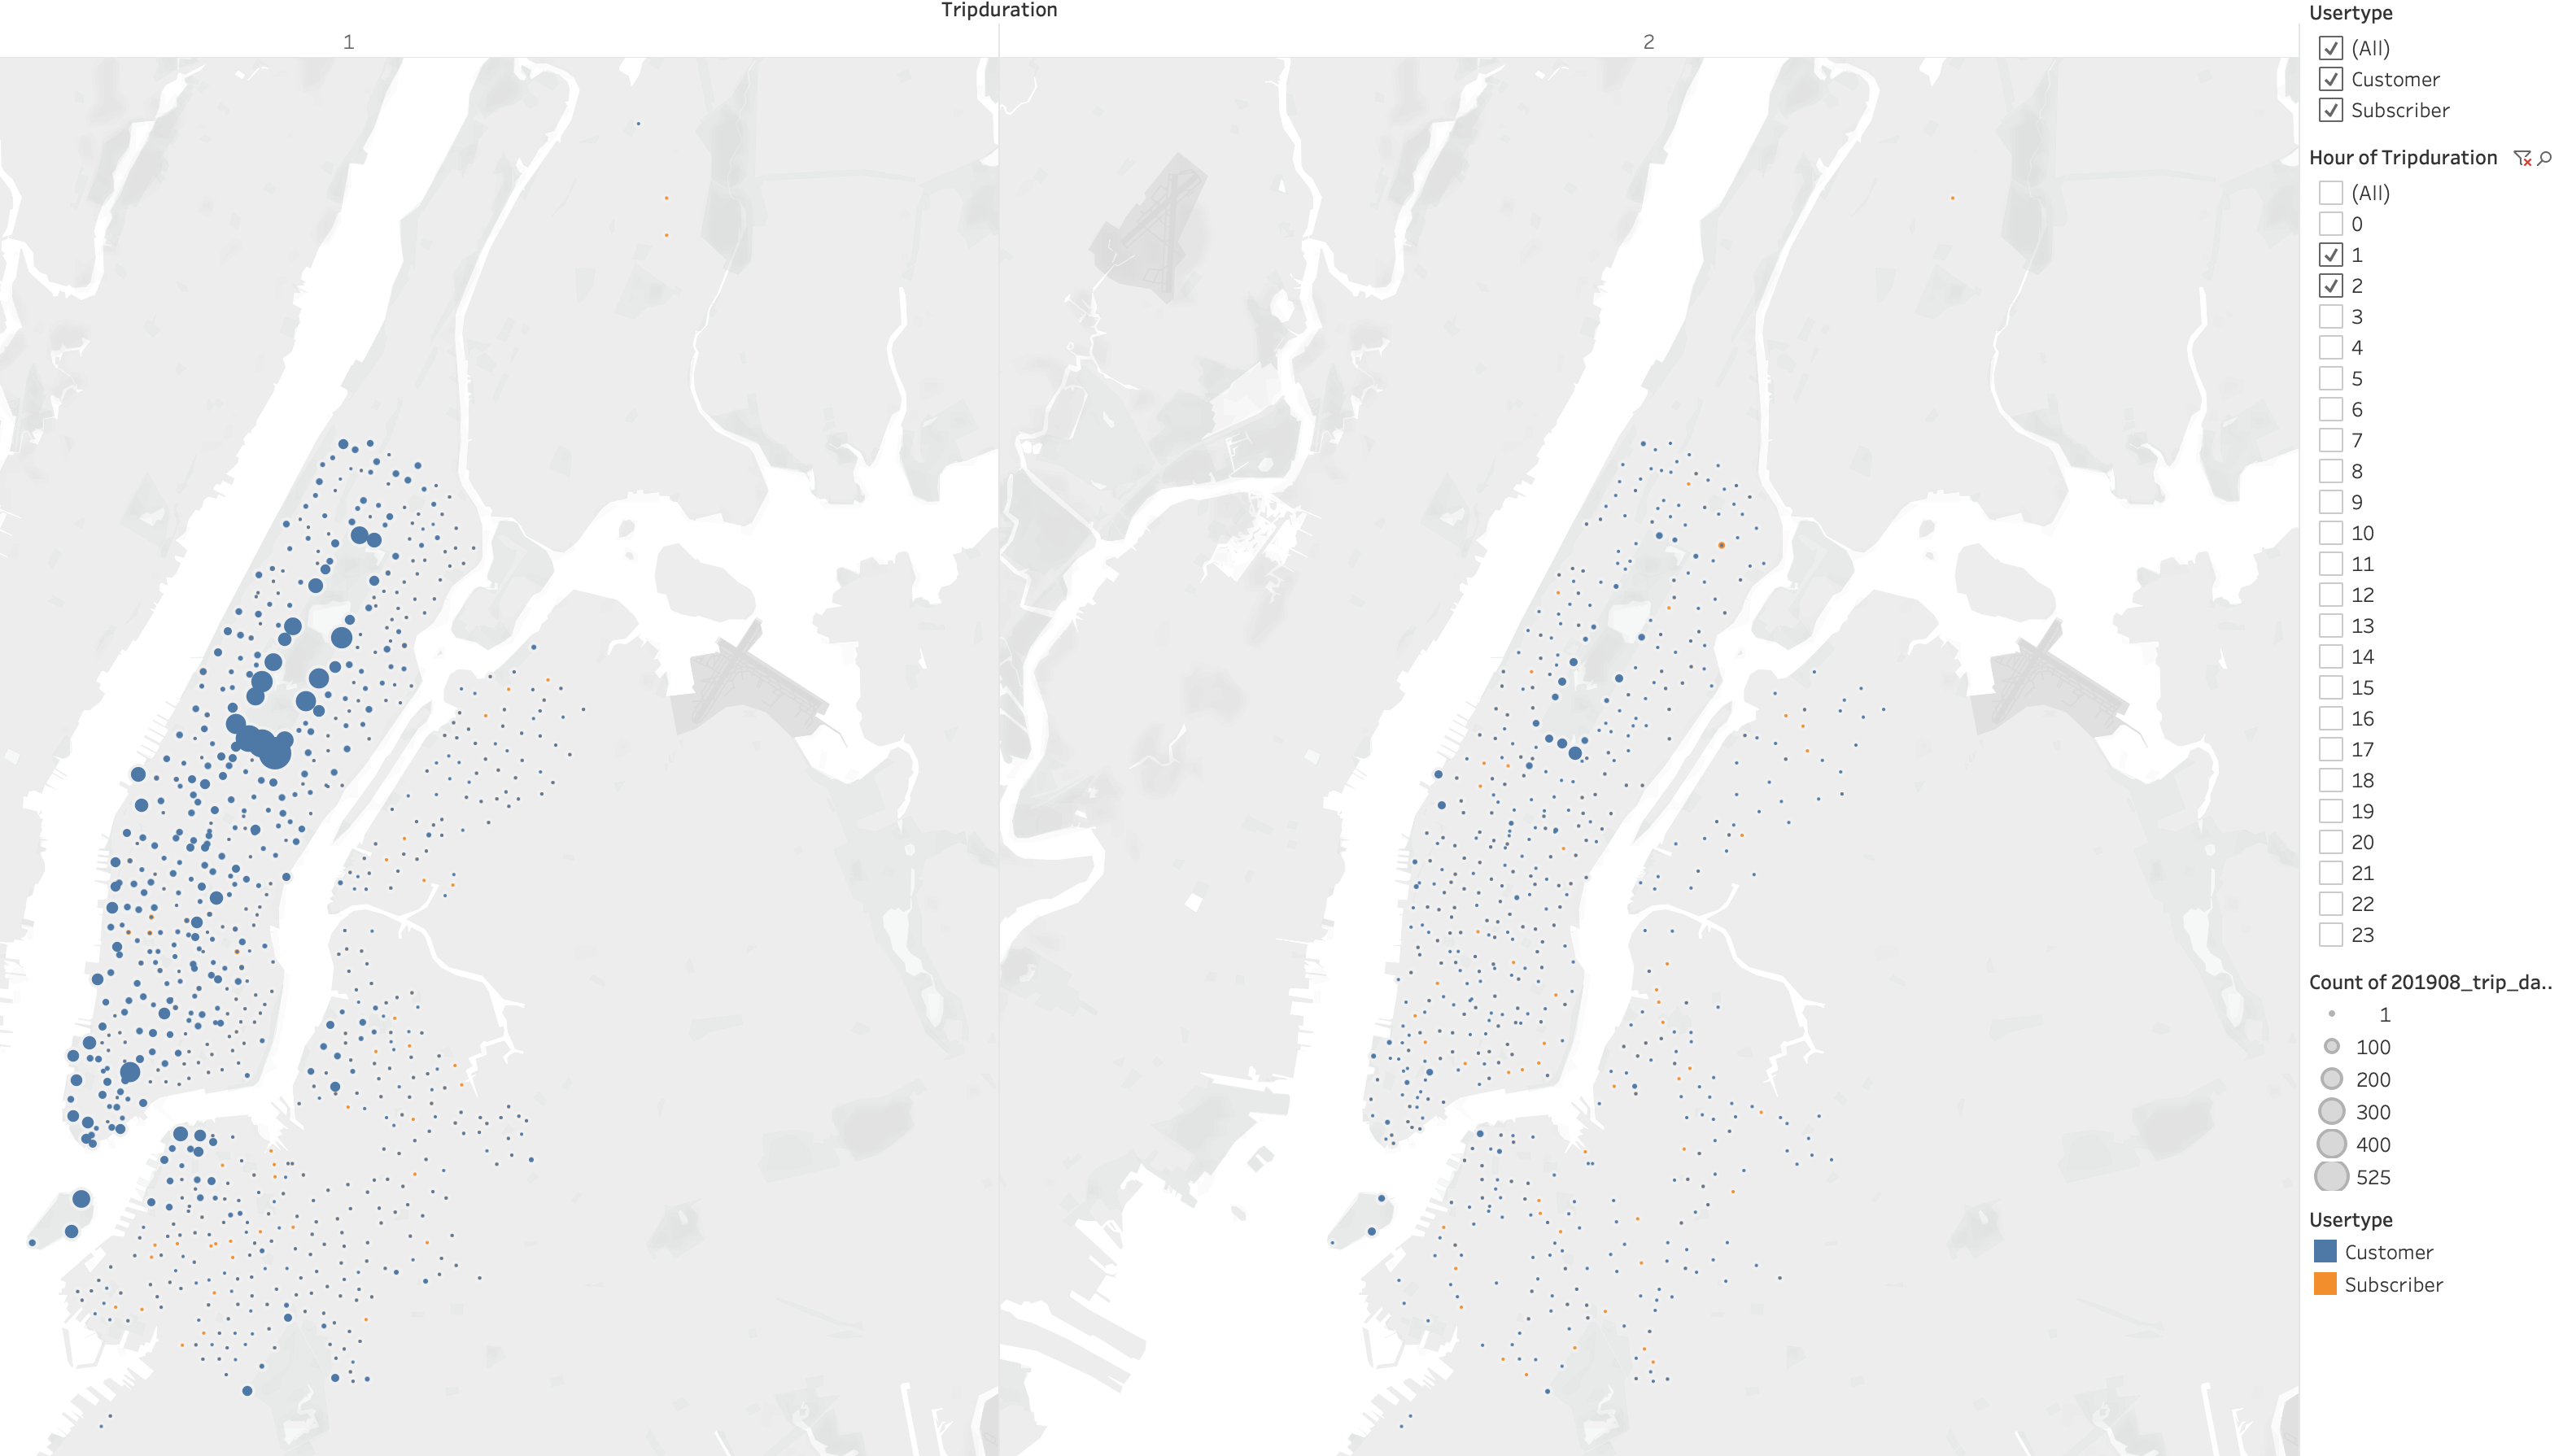 Tripduration
1
2
Usertype
(All)
Customer
Subscriber
Hour of Tripduration
(All)
0
1
2
3
4
5
6
7
8
9
10
11
12
13
14
15
16
17
18
19
20
21
22
23
Count of 201908_trip_da..
1
100
200
300
400
525
Usertype
Customer
Subscriber